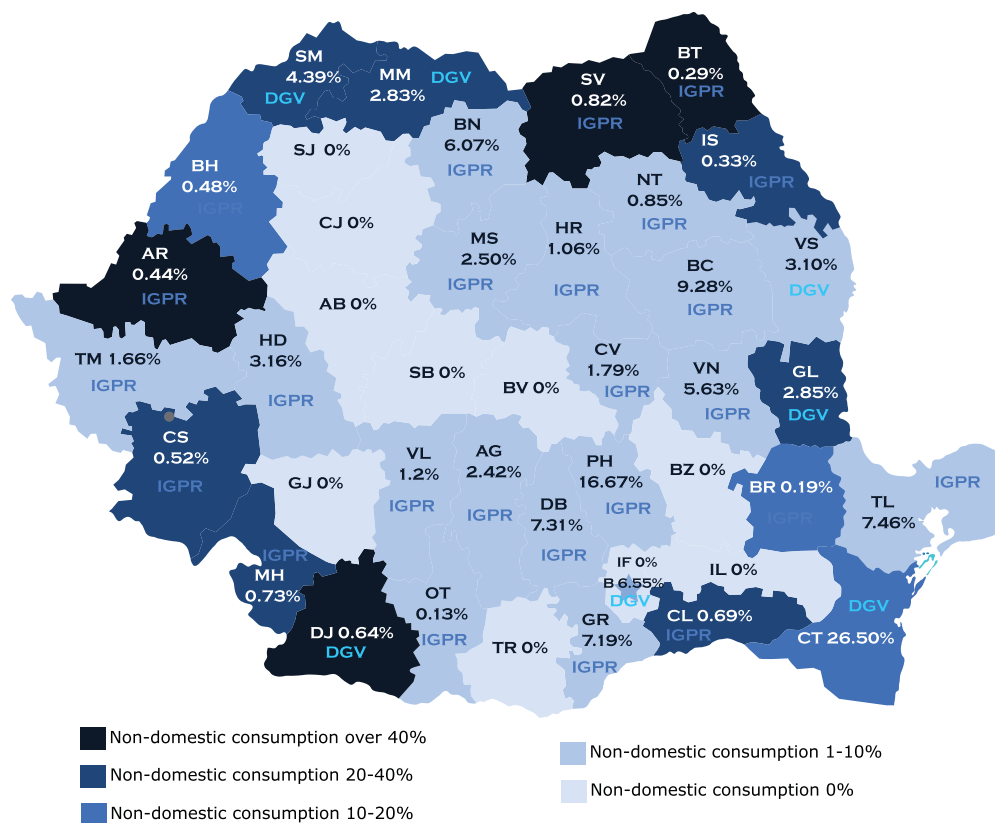 SM
4.39%
DGV
MM
2.83%
DGV
SV
0.82%
IGPR
BT
0.29%
IGPR
BH
0.48%
IGPR
SJ 0%
BN
6.07%
IGPR
IS
0.33%
IGPR
CJ 0%
NT
0.85%
IGPR
AR
0.44%
IGPR
MS
2.50%
IGPR
HR
1.06%
IGPR
BC
9.28%
IGPR
VS
3.10%
DGV
AB 0%
TM 1.66%
IGPR
HD
3.16%
IGPR
SB 0%
BV 0%
CV
1.79%
IGPR
VN
5.63%
IGPR
GL
2.85%
DGV
CS
0.52%
IGPR
GJ 0%
VL
1.2%
IGPR
AG
2.42%
IGPR
DB
7.31%
IGPR
PH
16.67%
IGPR
BZ 0%
BR 0.19%
IGPR
IGPR
TL
7.46%
IGPR
MH
0.73%
DJ 0.64%
DGV
OT
0.13%
IGPR
TR 0%
IF 0%
B 6.55%
DGV
GR
7.19%
IGPR
IL 0%
CL 0.69%
IGPR
DGV
CT 26.50%
Non-domestic consumption over 40%
Non-domestic consumption 20-40%
Non-domestic consumption 10-20%
Non-domestic consumption 1-10%
Non-domestic consumption 0%